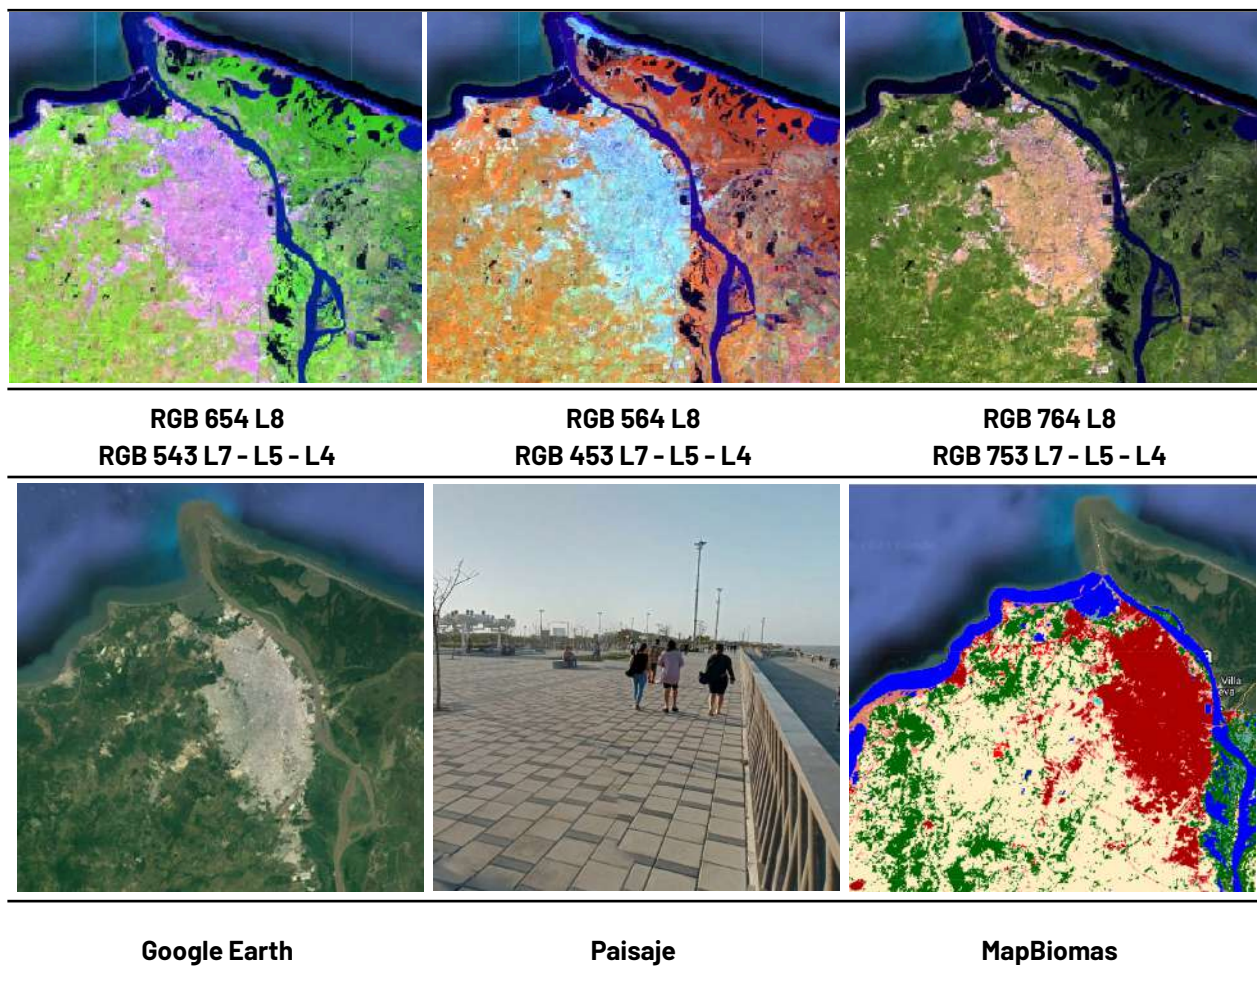 RGB 654 L8
RGB 564 L8
RGB 764 L8
RGB 543 L7 - L5 - L4
RGB 453 L7 - L5 - L4
RGB 753 L7 - L5 - L4
Villa
Google Earth
Paisaje
MapBiomas